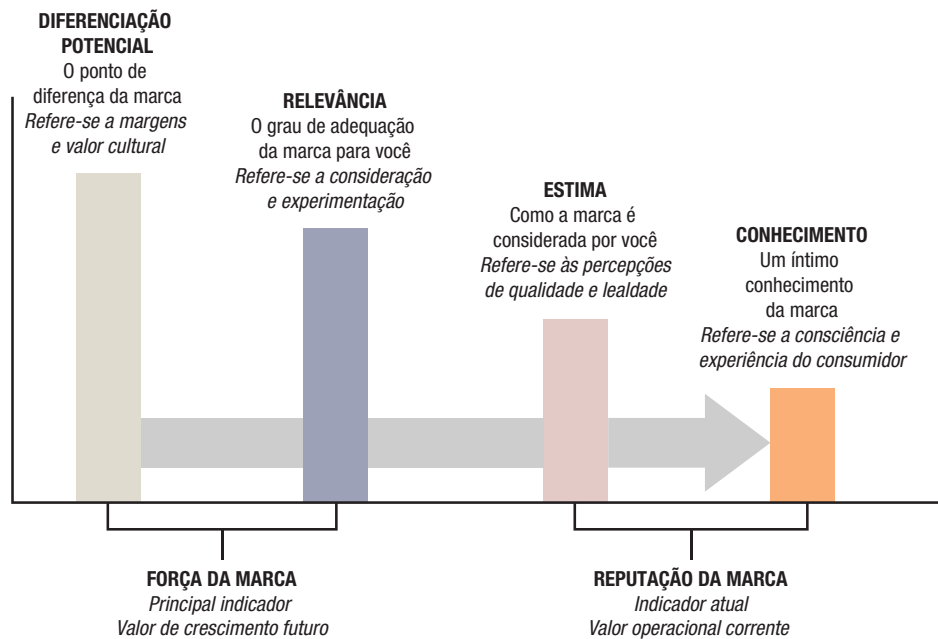 DIFERENCIAÇÃO
POTENCIAL
O ponto de
diferença da marca
Refere-se a margens
e valor cultural
RELEVÂNCIA
O grau de adequação
da marca para você
Refere-se a consideração
e experimentação
ESTIMA
Como a marca é
considerada por você
Refere-se às percepções
de qualidade e lealdade
CONHECIMENTO
Um íntimo
conhecimento
da marca
Refere-se a consciência e
experiência do consumidor
FORÇA DA MARCA
Principal indicador
Valor de crescimento futuro
REPUTAÇÃO DA MARCA
Indicador atual
Valor operacional corrente